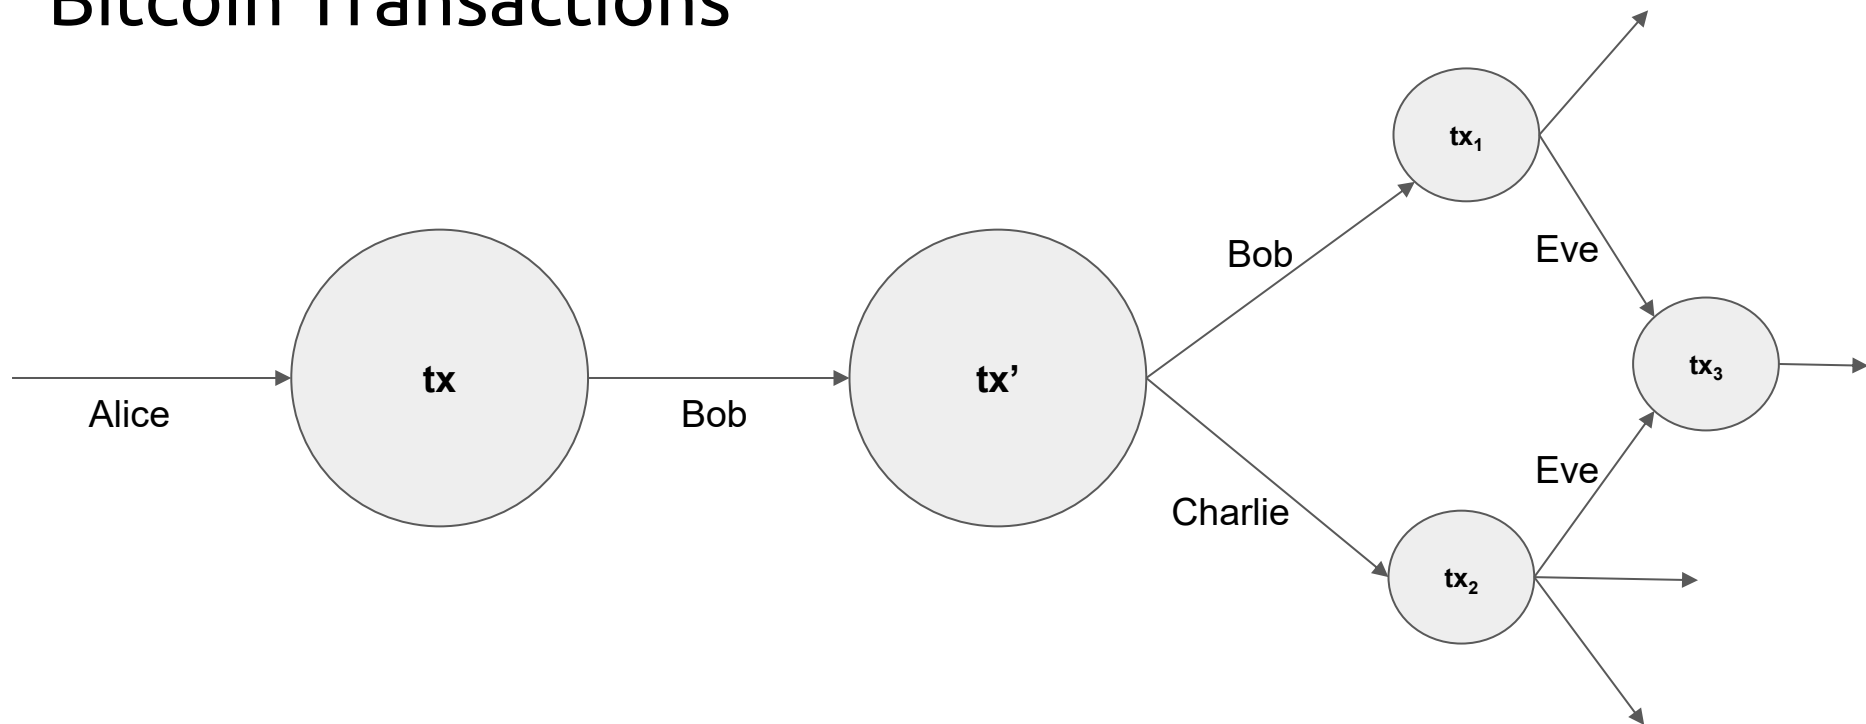 Bitcoin Transactions
tx₁
Bob
Eve
tx
tx’
tx₃
Alice
Bob
Eve
Charlie
tx₂